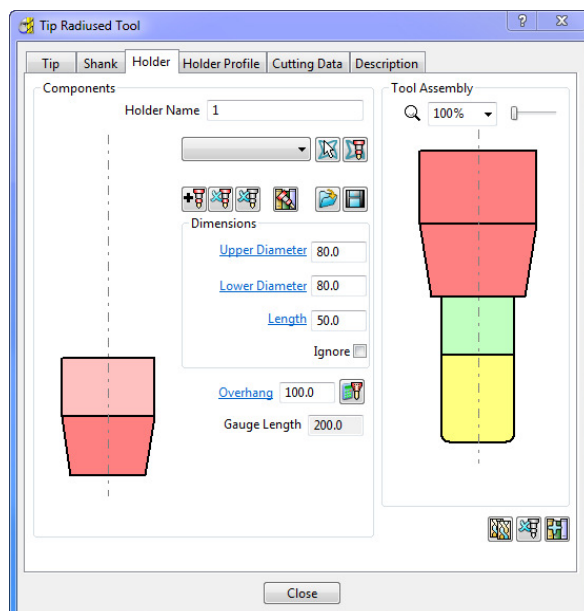 Tip Radiused Tool
Tip Shank Holder Holder Profile Cutting Data Description
Components
Holder Name 1
Dimensions
Upper Diameter 80.0
Lower Diameter 80.0
Length 50.0
Ignore
Overhang 100.0
Gauge Length 200.0
Tool Assembly
100%
Close